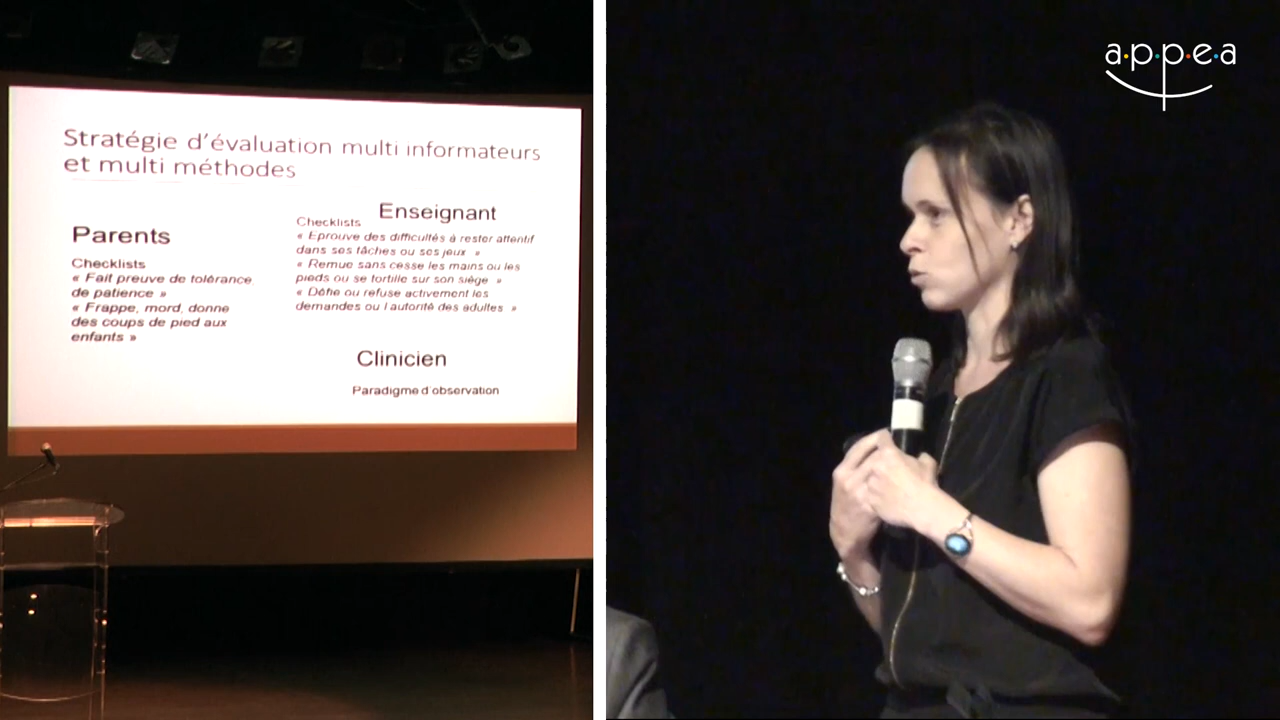 Stratégie d'évaluation multi informateurs
et multi méthodes
Parents
Checklists
« Fait preuve de tolérance,
de patience »
« Frappe, mord, donne
des coups de pied aux
enfants »
Enseignant
Checklists
« Eprouve des difficultés à rester attentif
dans ses tâches ou ses jeux »
« Remue sans cesse les mains ou les
pieds ou se tortille sur son siège »
« Défie ou refuse activement les
demandes ou l'autorité des adultes »
Clinicien
Paradigme d'observation
a·p·p·e·a